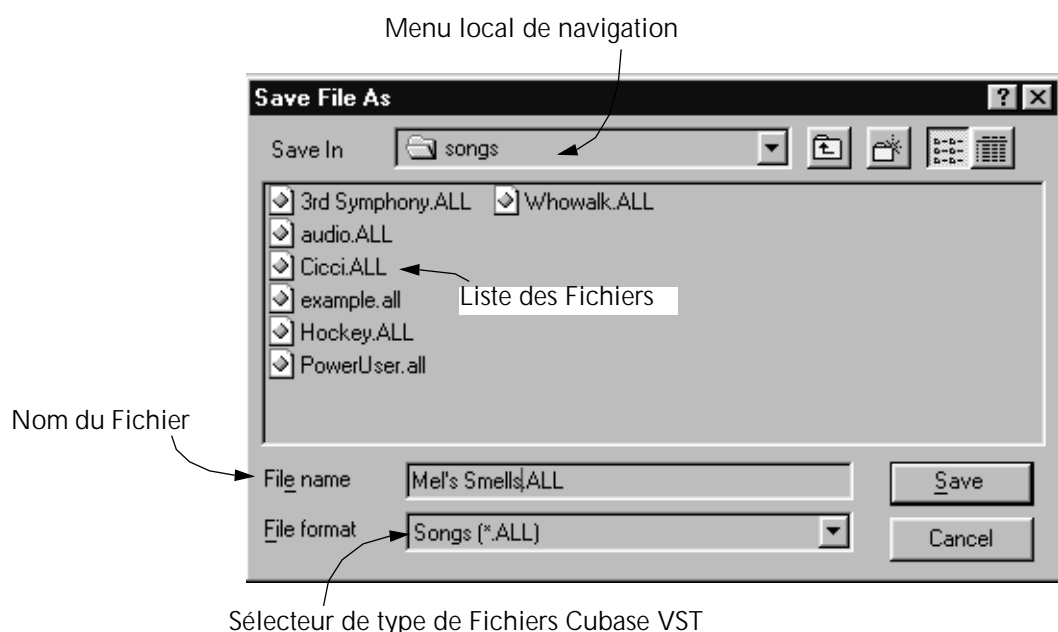 Menu local de navigation
Save File As
Save In
songs
3rd Symphony.ALL Whowalk.ALL
audio.ALL
Cicci.ALL
Liste des Fichiers
example.all
Hockey.ALL
PowerUser.all
Nom du Fichier
File name Mel's Smells.ALL Save
File format Songs (*.ALL) Cancel
Sélecteur de type de Fichiers Cubase VST